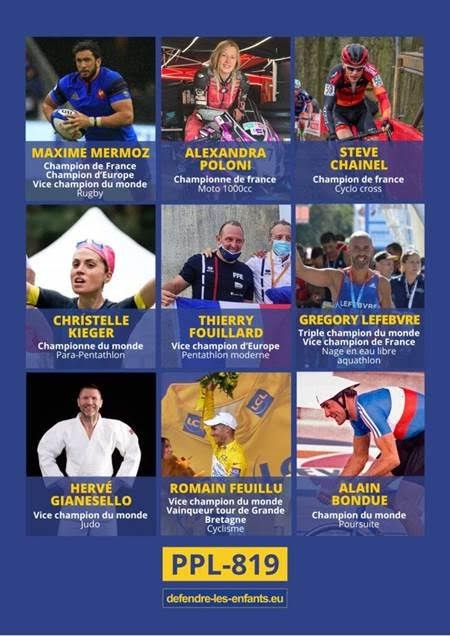 MAXIME MERMOZ
Champion de France
Champion d'Europe
Vice champion du monde
Rugby
ALEXANDRA
POLONI
Championne de france
Moto 1000cc
STEVE
CHAINEL
Champion de france
Cyclo cross
CHRISTELLE
KIEGER
Championne du monde
Para-Pentathlon
PPB
THIERRY
FOUILLARD
Vice champion d'Europe
Pentathlon moderne
LEFEBVRE
GREGORY LEFEBVRE
Triple champion du monde
Vice champion de France
Nage en eau libre
aquathlon
HERVÉ
GIANESELLO
Vice champion du monde
Judo
LCL
LCL
ROMAIN FEUILLU
Vice champion du monde
Vainqueur tour de Grande
Bretagne
Cyclisme
ALAIN
BONDUE
Champion du monde
Poursuite
PPL-819
defendre-les-enfants.eu